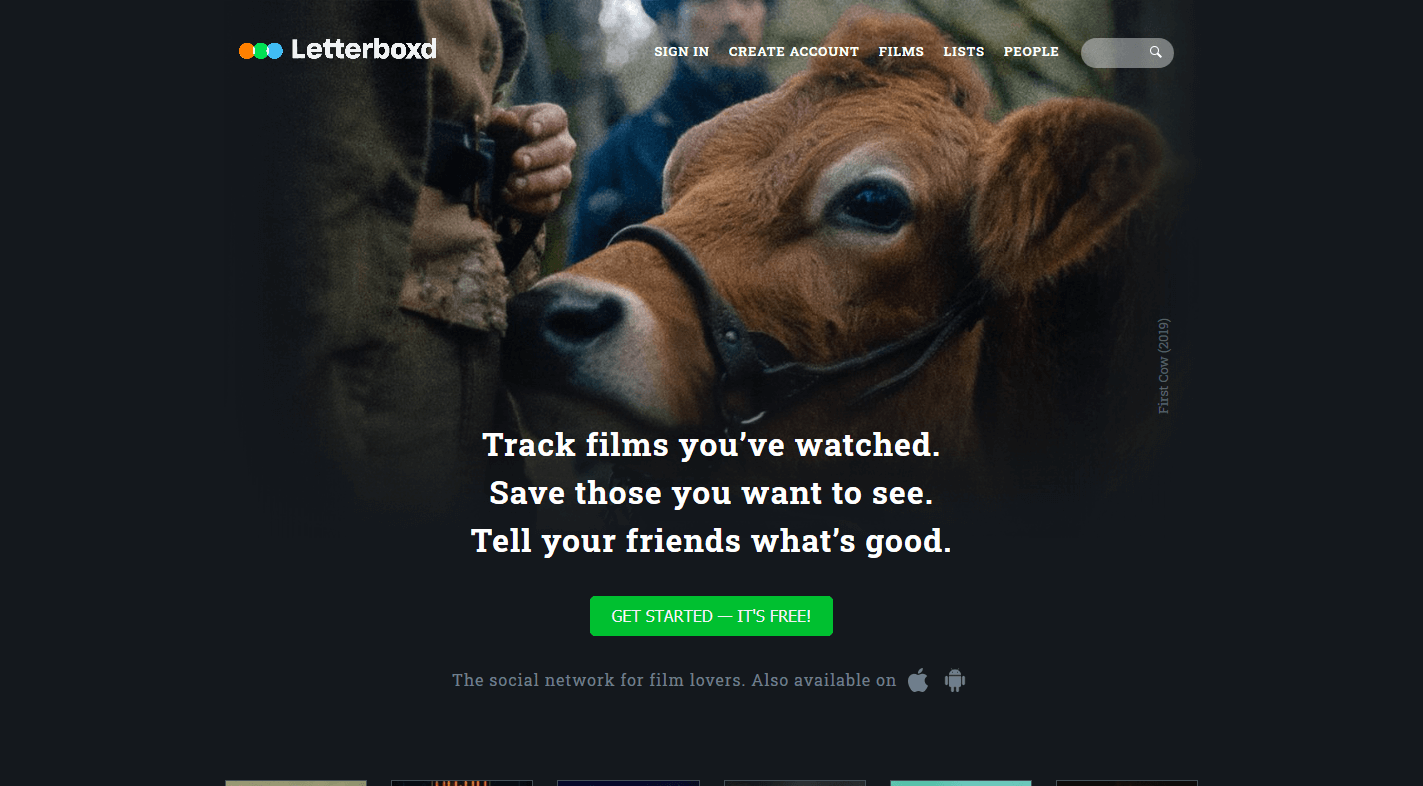 Letterboxd
SIGN IN CREATE ACCOUNT FILMS LISTS PEOPLE
First Cow (2019)
Track films you’ve watched.
Save those you want to see.
Tell your friends what’s good.
GET STARTED — IT'S FREE!
The social network for film lovers. Also available on